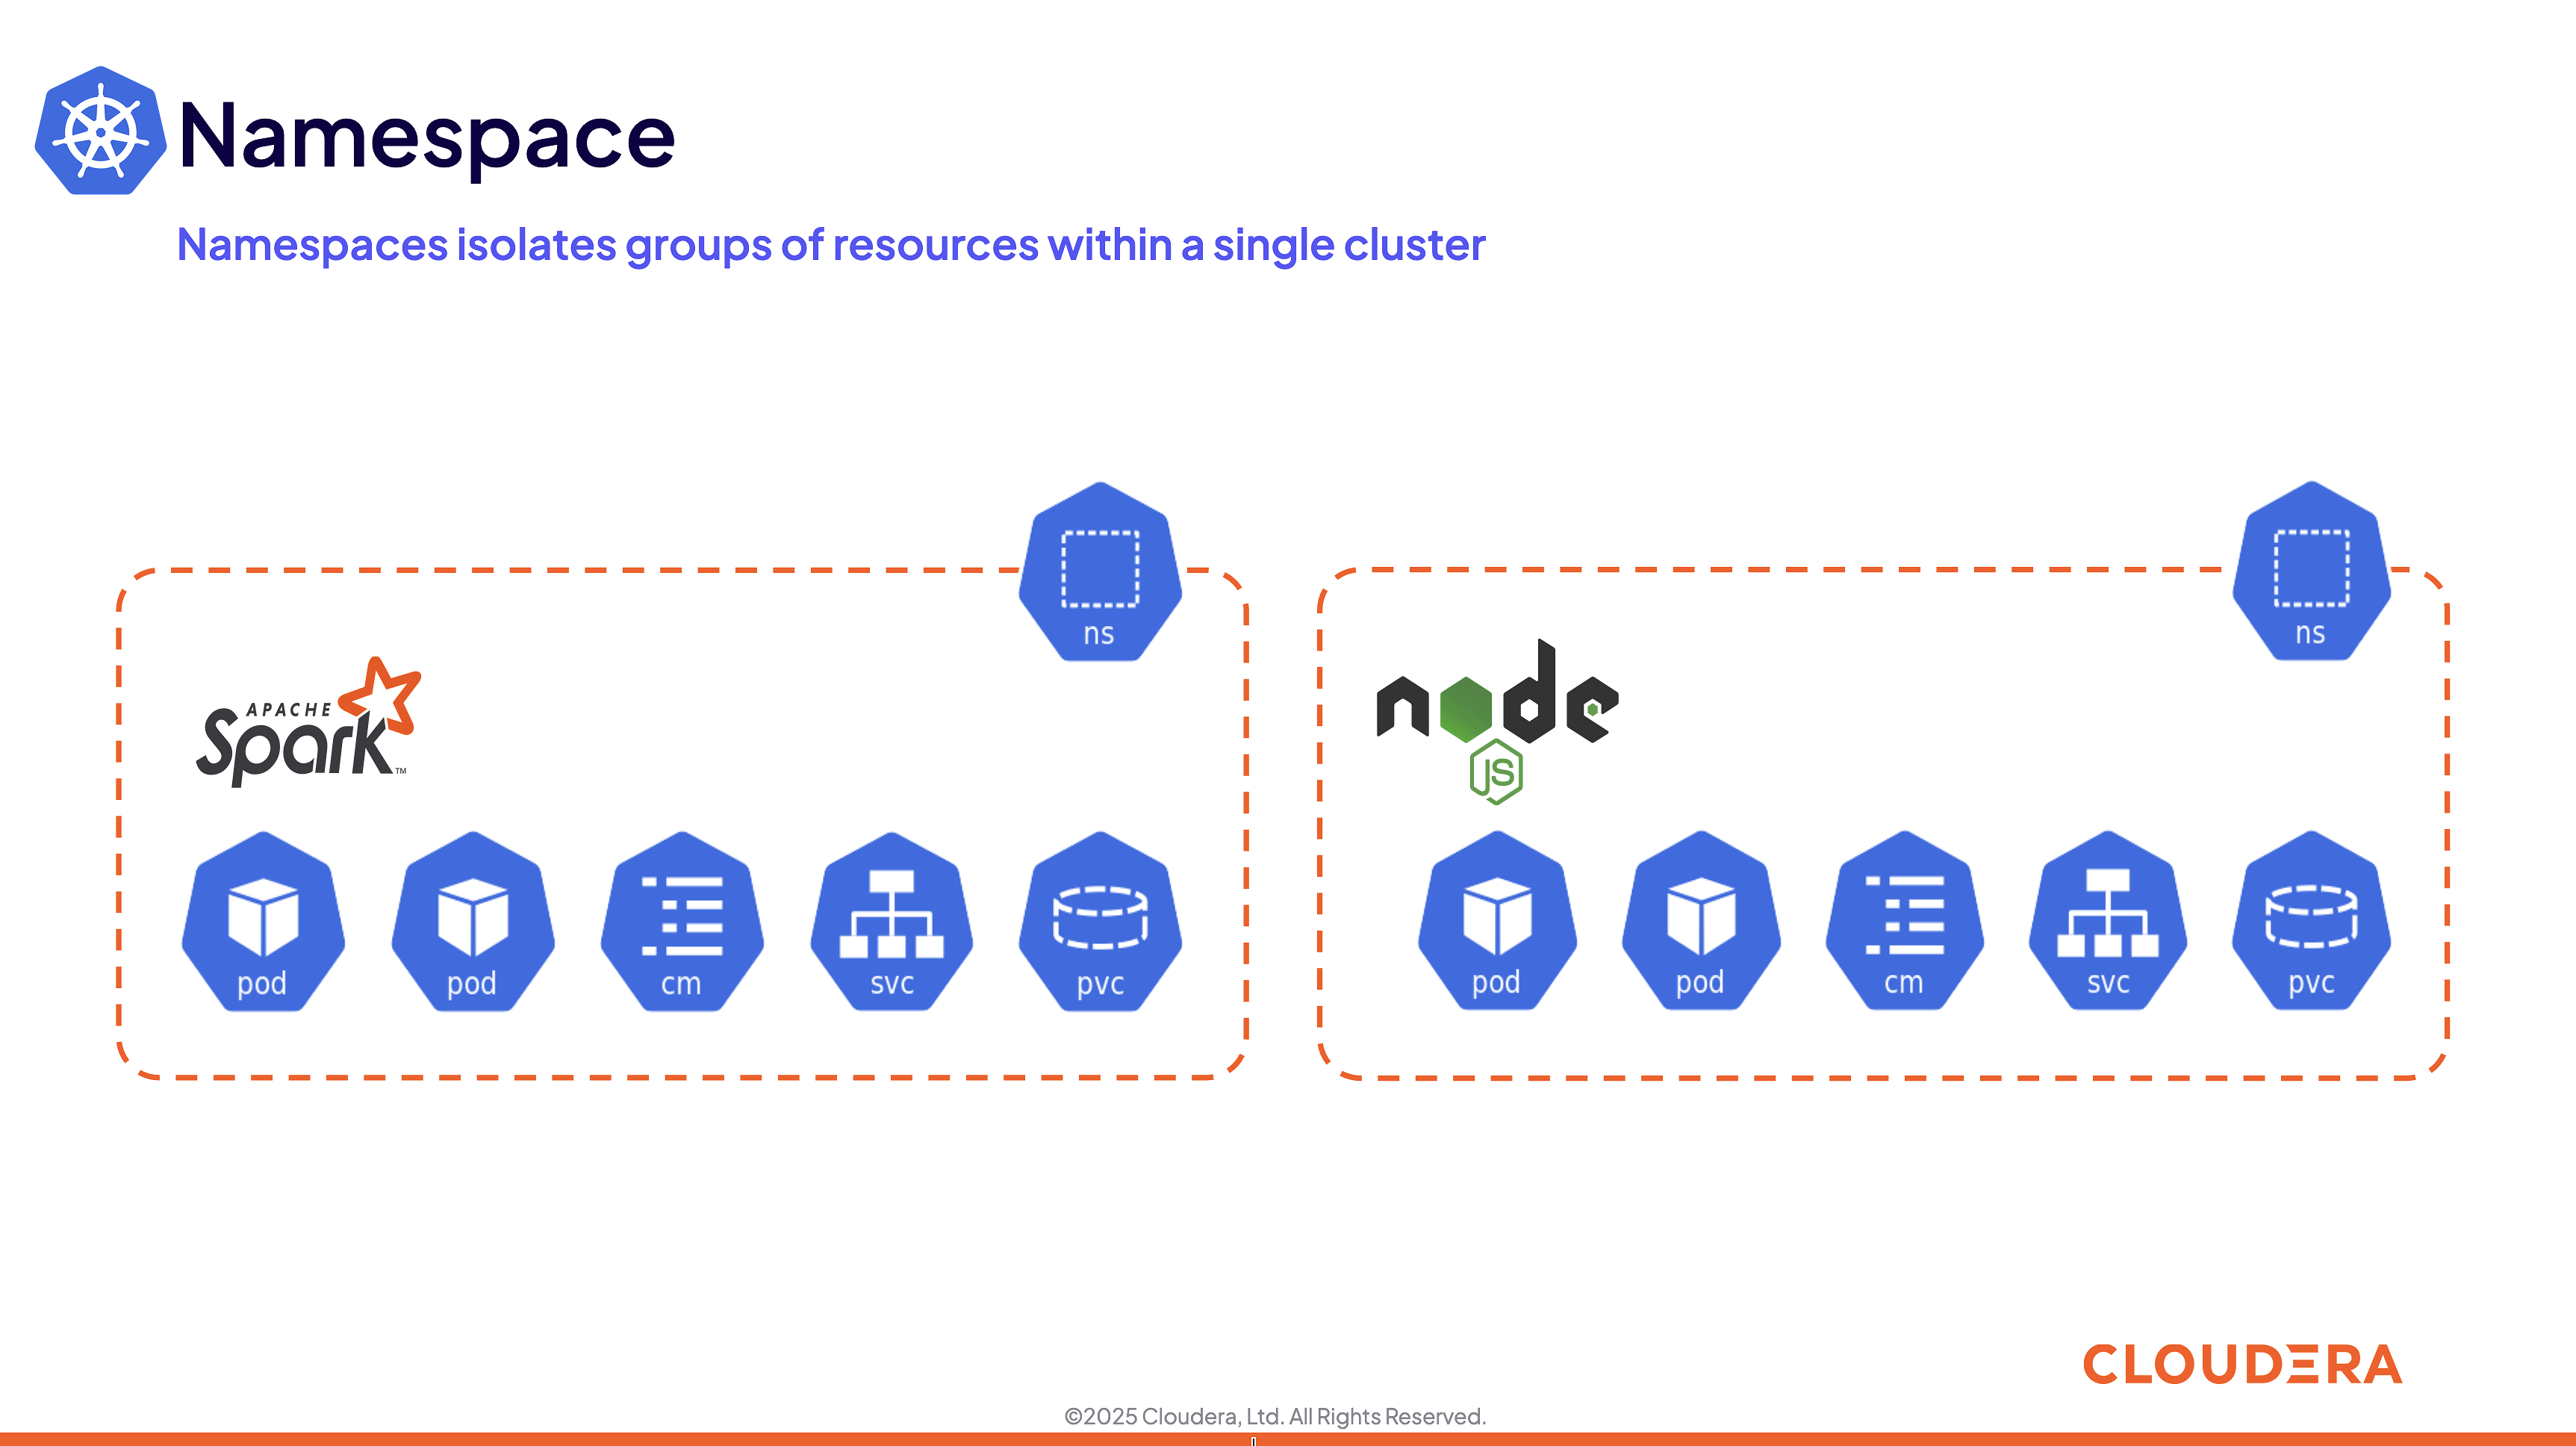 Namespace
Namespaces isolates groups of resources within a single cluster
ns
ns
APACHE
Spark™
node
JS
pod
pod
cm
svc
pvc
pod
pod
cm
svc
pvc
CLOUDERA
©2025 Cloudera, Ltd. All Rights Reserved.